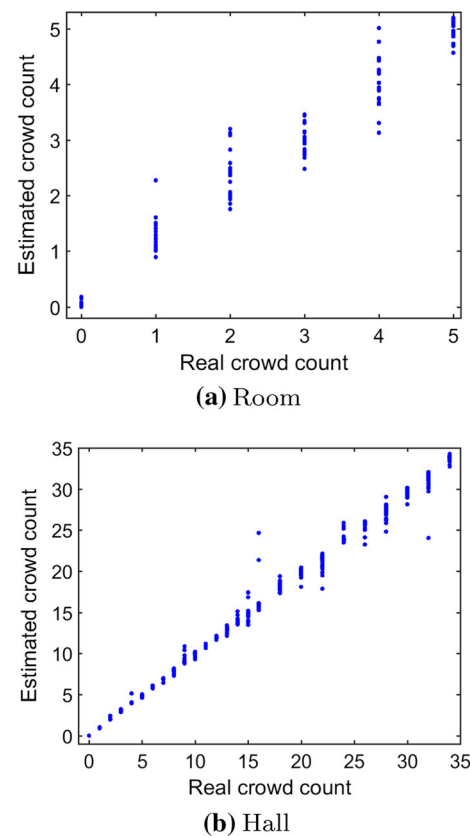 5
4
3
2
1
0
Estimated crowd count
0 1 2 3 4 5
Real crowd count
(a) Room
35
30
25
20
15
10
5
0
Estimated crowd count
0 5 10 15 20 25 30 35
Real crowd count
(b) Hall